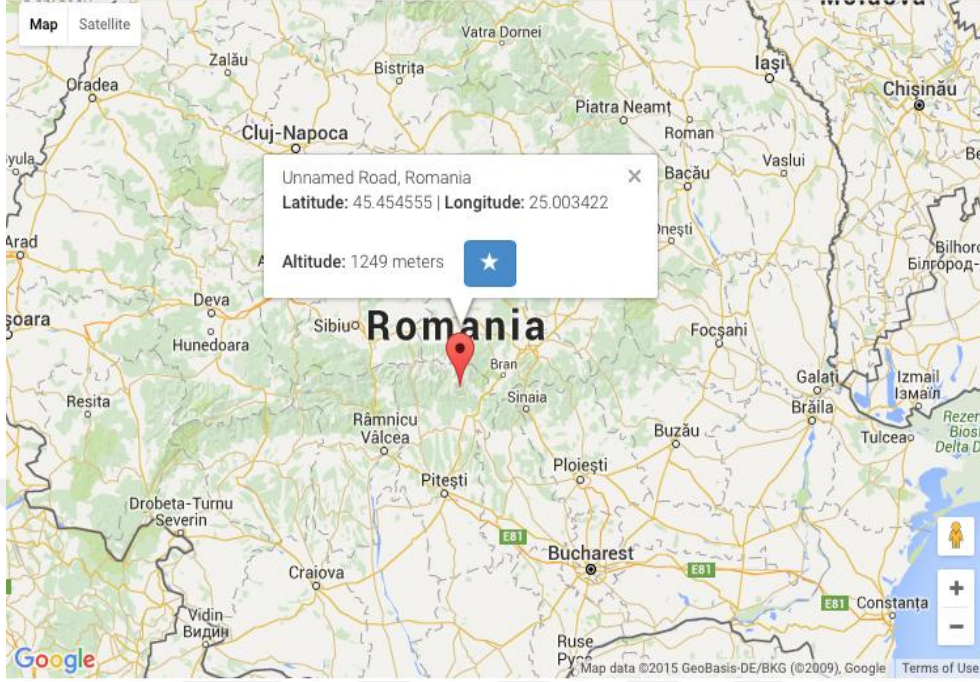 Map Satellite
Vatra Dornei
Zalău
Iași
Bistrița
Oradea
Chișinău
Piatra Neamț
Cluj-Napoca
Roman
Vaslui
Bacău
Unnamed Road, Romania ×
Latitude: 45.454555 | Longitude: 25.003422
Altitude: 1249 meters
Arad
Білгород-
Deva
Sibiu
Romania
Focșani
Hunedoara
Bran
Galați
Izmail
Ізмаїл
Resita
Sinaia
Brăila
Râmnicu
Vâlcea
Buzău
Tulcea
Delta D
Ploiești
Pitești
Drobeta-Turnu
Severin
E81
Bucharest
E81
Craiova
E81 Constanța
Vidin
Видин
Ruse
Google
Map data ©2015 GeoBasis-DE/BKG (©2009), Google Terms of Use